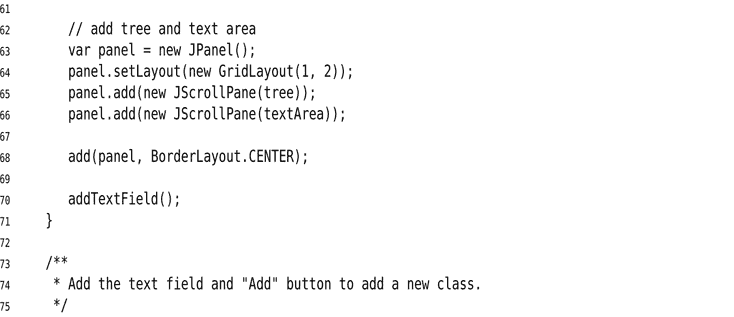 61
62 // add tree and text area
63 var panel = new JPanel();
64 panel.setLayout(new GridLayout(1, 2));
65 panel.add(new JScrollPane(tree));
66 panel.add(new JScrollPane(textArea));
67
68 add(panel, BorderLayout.CENTER);
69
70 addTextField();
71 }
72
73 /**
74 * Add the text field and "Add" button to add a new class.
75 */